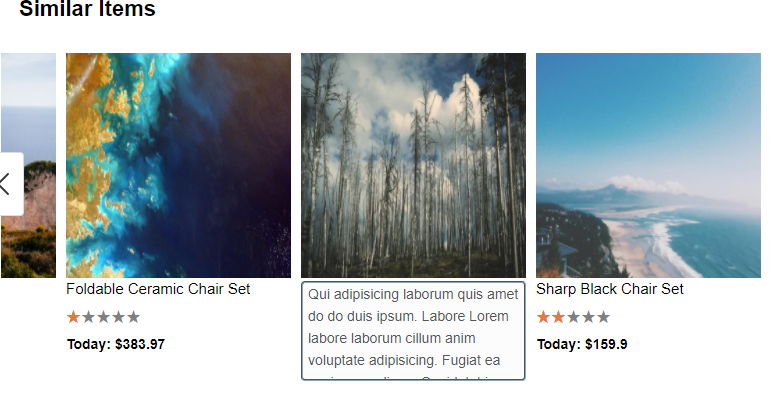 Similar Items
Foldable Ceramic Chair Set
Today: $383.97
Qui adipisicing laborum quis amet
do do duis ipsum. Labore Lorem
labore laborum cillum anim
voluptate adipisicing. Fugiat ea
Sharp Black Chair Set
Today: $159.9